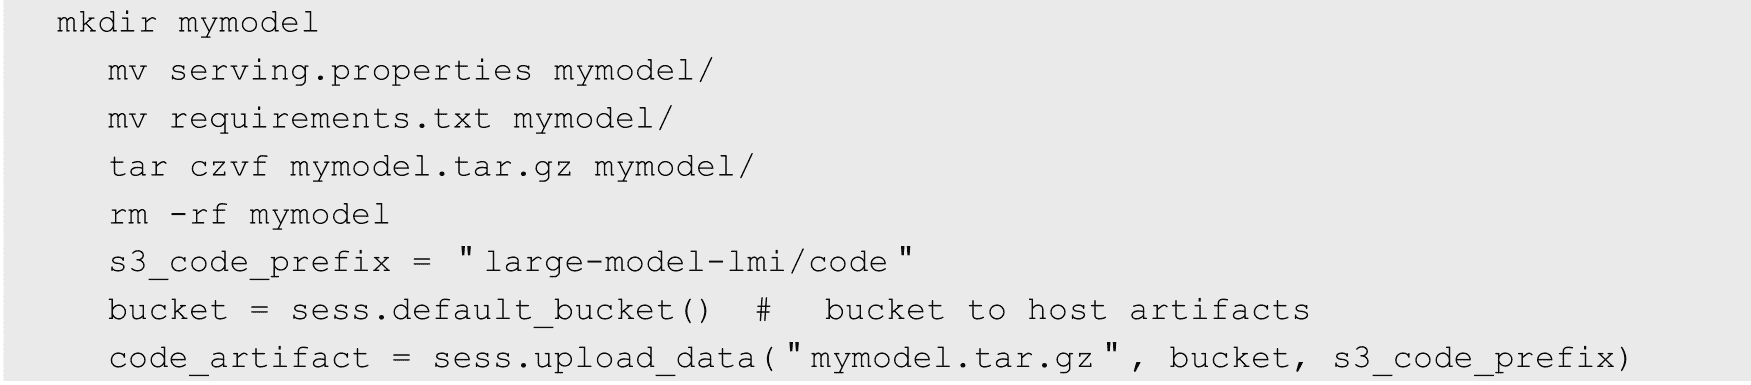 mkdir mymodel
mv serving.properties mymodel/
mv requirements.txt mymodel/
tar czvf mymodel.tar.gz mymodel/
rm -rf mymodel
s3_code_prefix = "large-model-lmi/code"
bucket = sess.default_bucket()  #  bucket to host artifacts
code_artifact = sess.upload_data("mymodel.tar.gz", bucket, s3_code_prefix)